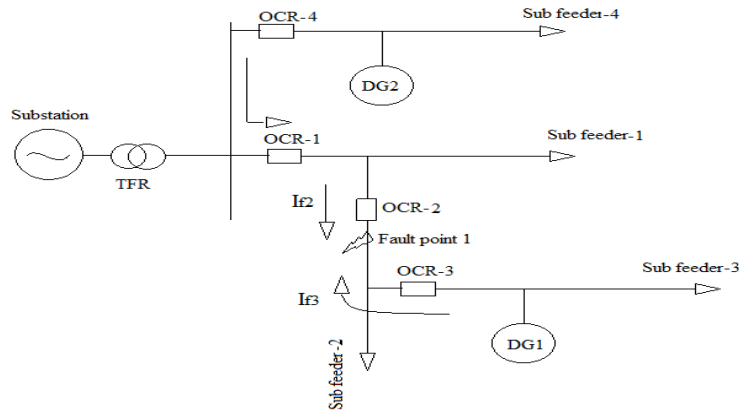 OCR-4
Sub feeder-4
DG2
Substation
TFR
OCR-1
Sub feeder-1
If2
OCR-2
Fault point 1
OCR-3
Sub feeder-3
If3
DG1
Sub feeder-2